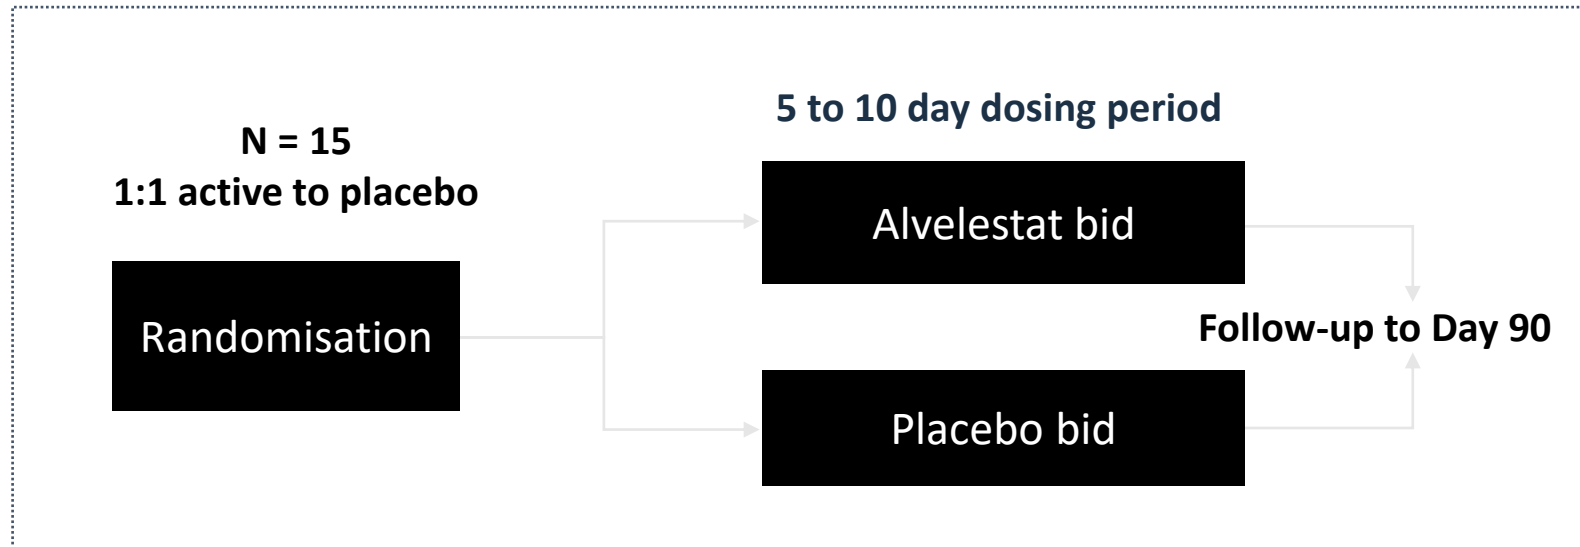 N = 15
1:1 active to placebo
Randomisation
5 to 10 day dosing period
Alvelestat bid
Placebo bid
Follow-up to Day 90